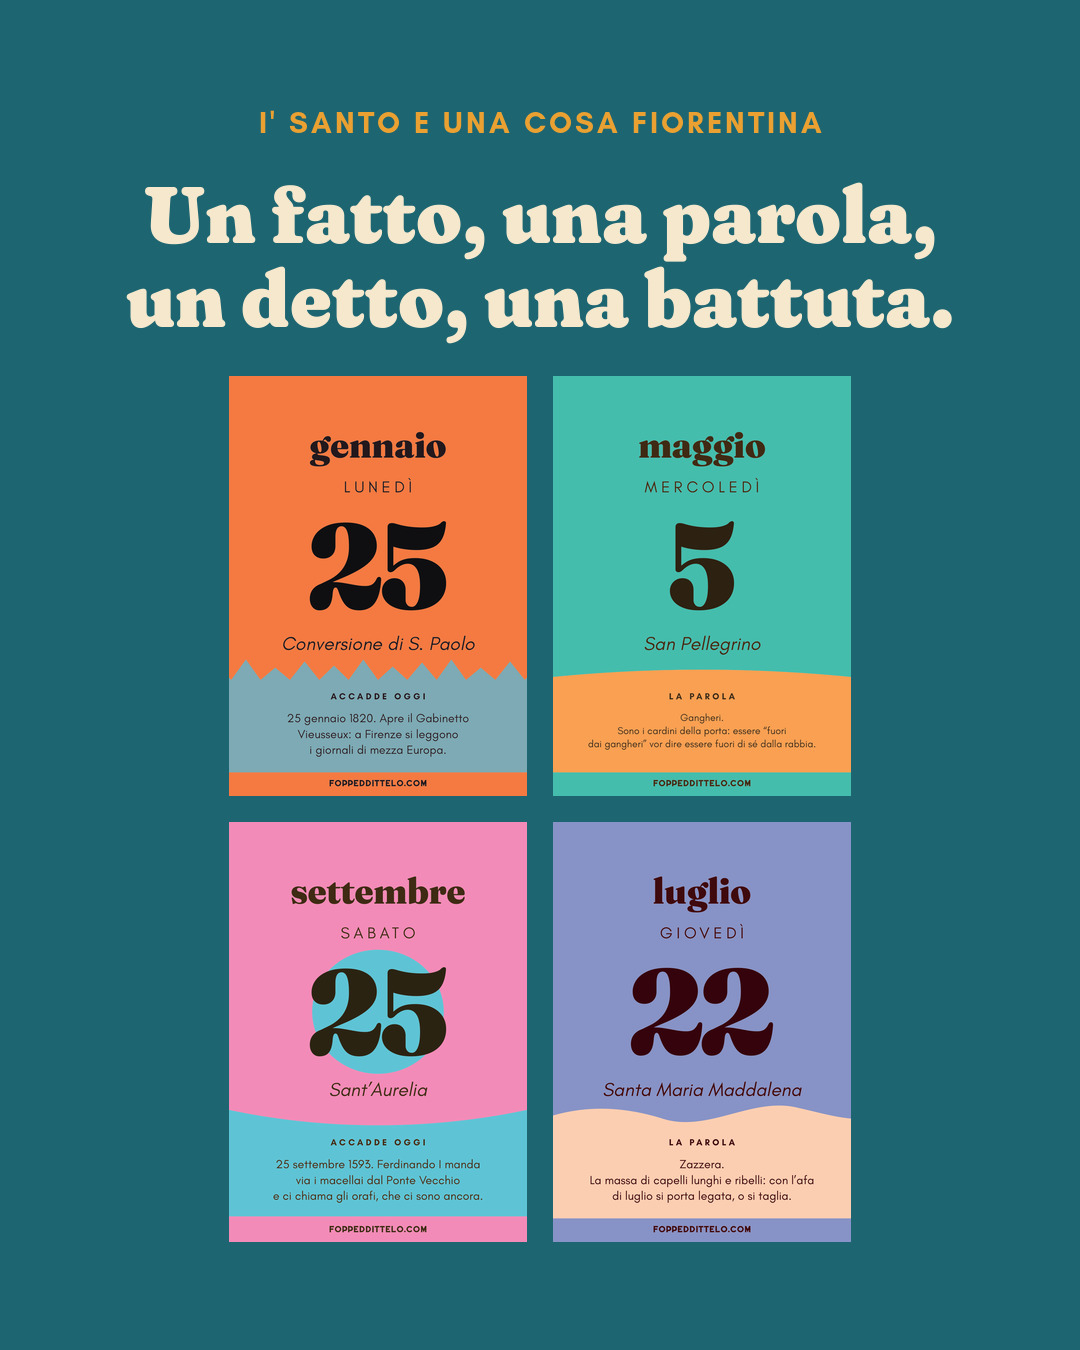 I' SANTO E UNA COSA FIORENTINA
Un fatto, una parola,
un detto, una battuta.
gennaio
LUNEDÌ
25
Conversione di S. Paolo
ACCADDE OGGI
25 gennaio 1820. Apre il Gabinetto
Vieusseux: a Firenze si leggono
i giornali di mezza Europa.
FOPPEDDITTELO.COM
maggio
MERCOLEDÌ
5
San Pellegrino
LA PAROLA
Gangheri.
Sono i cardini della porta: essere “fuori
dai gangheri” vor dire essere fuori di sé dalla rabbia.
FOPPEDDITTELO.COM
settembre
SABATO
25
Sant’Aurelia
ACCADDE OGGI
25 settembre 1593. Ferdinando I manda
via i macellai dal Ponte Vecchio
e ci chiama gli orafi, che ci sono ancora.
FOPPEDDITTELO.COM
luglio
GIOVEDÌ
22
Santa Maria Maddalena
LA PAROLA
Zazzera.
La massa di capelli lunghi e ribelli: con l’afa
di luglio si porta legata, o si taglia.
FOPPEDDITTELO.COM